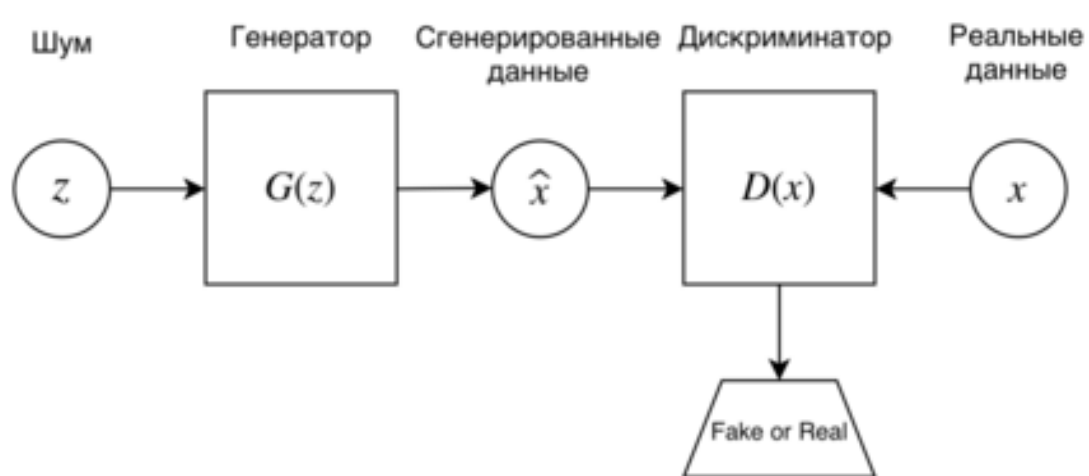 Шум
Генератор
Сгенерированные
данные
Дискриминатор
Реальные
данные
z
G(z)
x̂
D(x)
x
Fake or Real